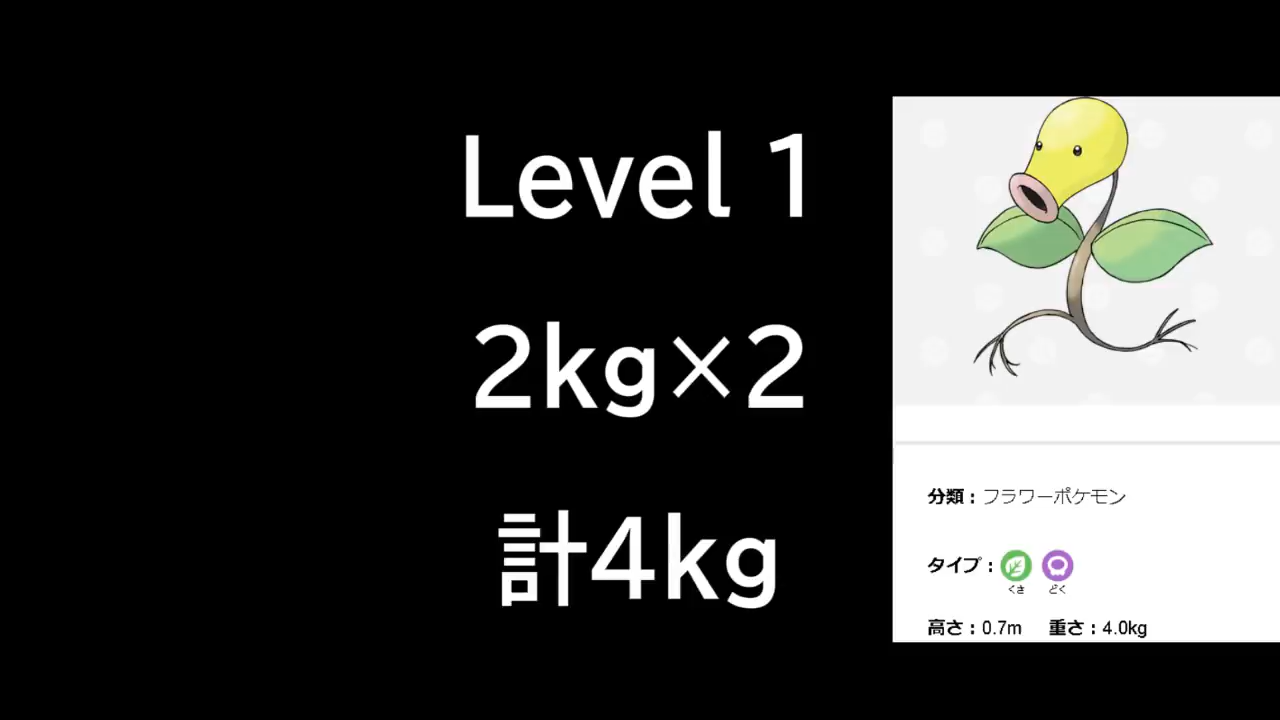 Level 1
2kg×2
計4kg
分類：フラワーポケモン
タイプ：
くさ どく
高さ：0.7m 重さ：4.0kg